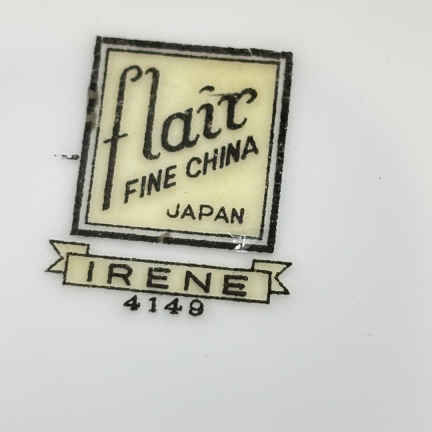 flair
FINE CHINA
JAPAN
IRENE
4149